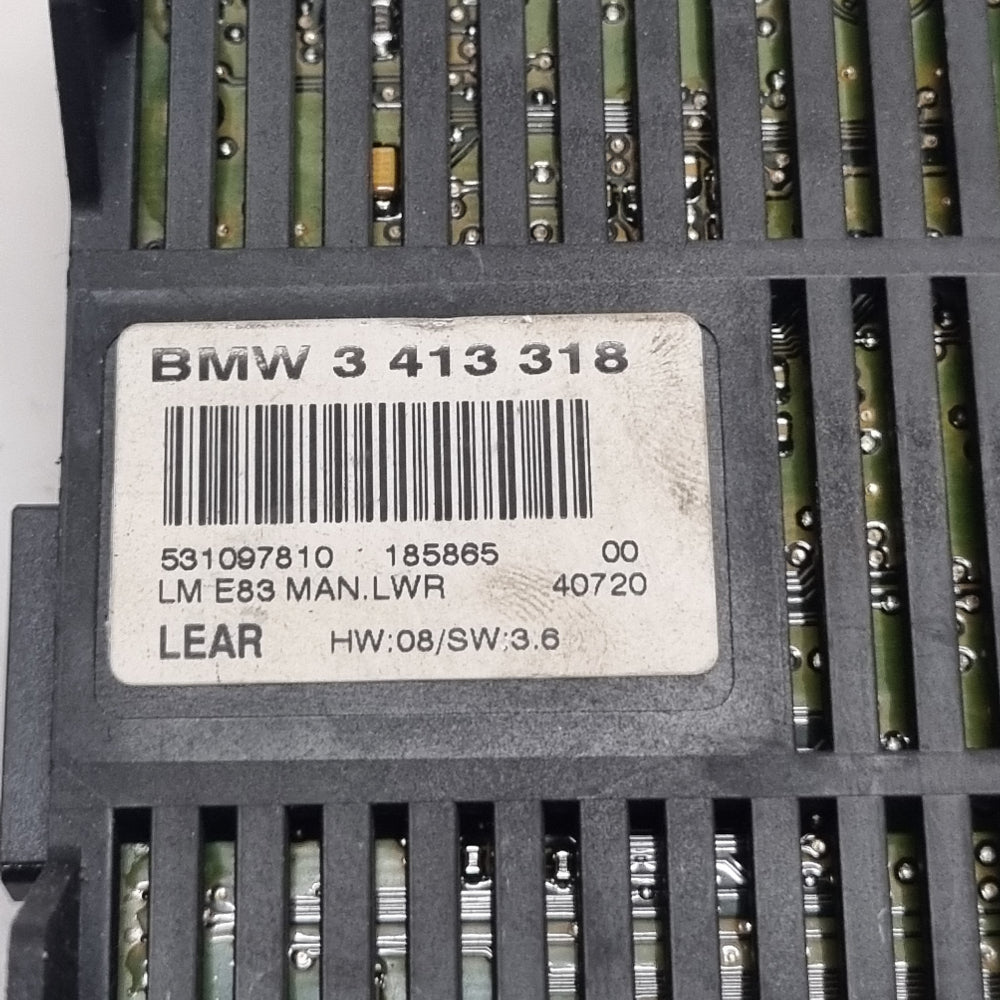 BMW 3 413 318
531097810 185865 00
LM E83 MAN.LWR 40720
LEAR HW:08/SW:3.6